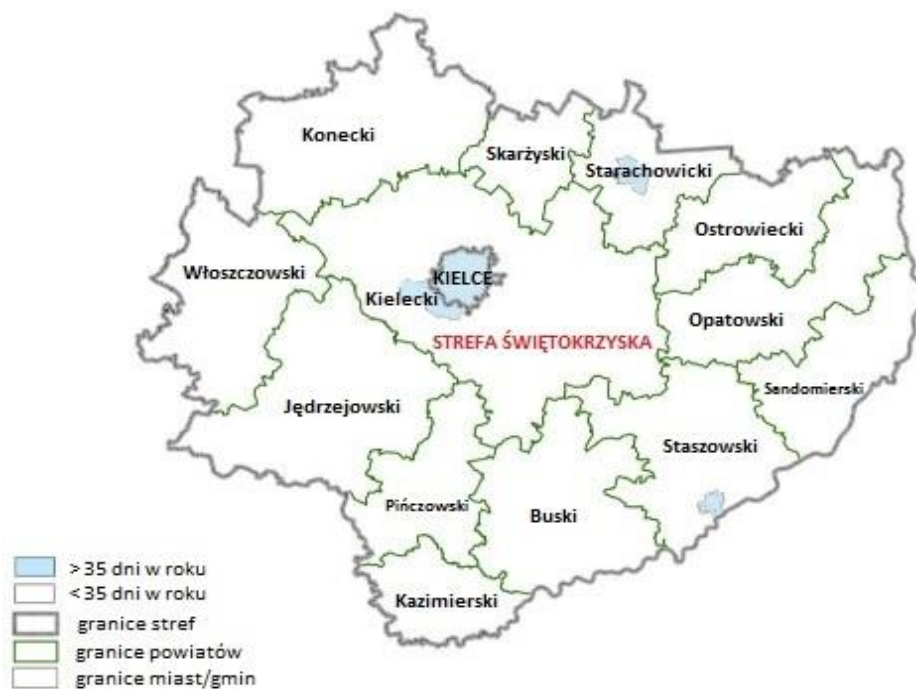 Konecki
Skarżyski
Starachowicki
Ostrowiecki
Włoszczowski
KIELCE
Kielecki
Opatowski
STREFA ŚWIĘTOKRZYSKA
Sandomierski
Jędrzejowski
Staszowski
Pińczowski
Buski
Kazimierski
> 35 dni w roku
< 35 dni w roku
granice stref
granice powiatów
granice miast/gmin